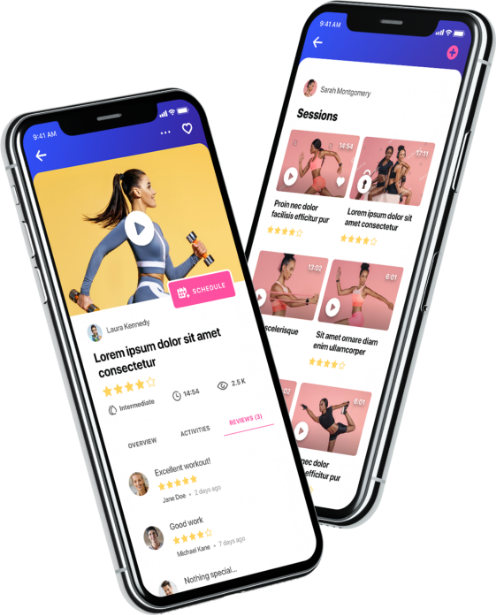 9:41 AM
SCHEDULE
Laura Kennedy
Lorem ipsum dolor sit amet
consectetur
Intermediate
14:54
2.5 K
OVERVIEW
ACTIVITIES
REVIEWS (3)
Excellent workout!
Jane Doe • 2 days ago
Good work
Michael Kane • 7 days ago
Nothing special...
9:41 AM
Sarah Montgomery
Sessions
14:54
17:11
Proin nec dolor
facilisis efficitur pur
Lorem ipsum dolor sit
amet consectetur
13:02
6:01
scelerisque
Sit amet ornare diam
enim ullamcorper
nec dolor
efficitur pur